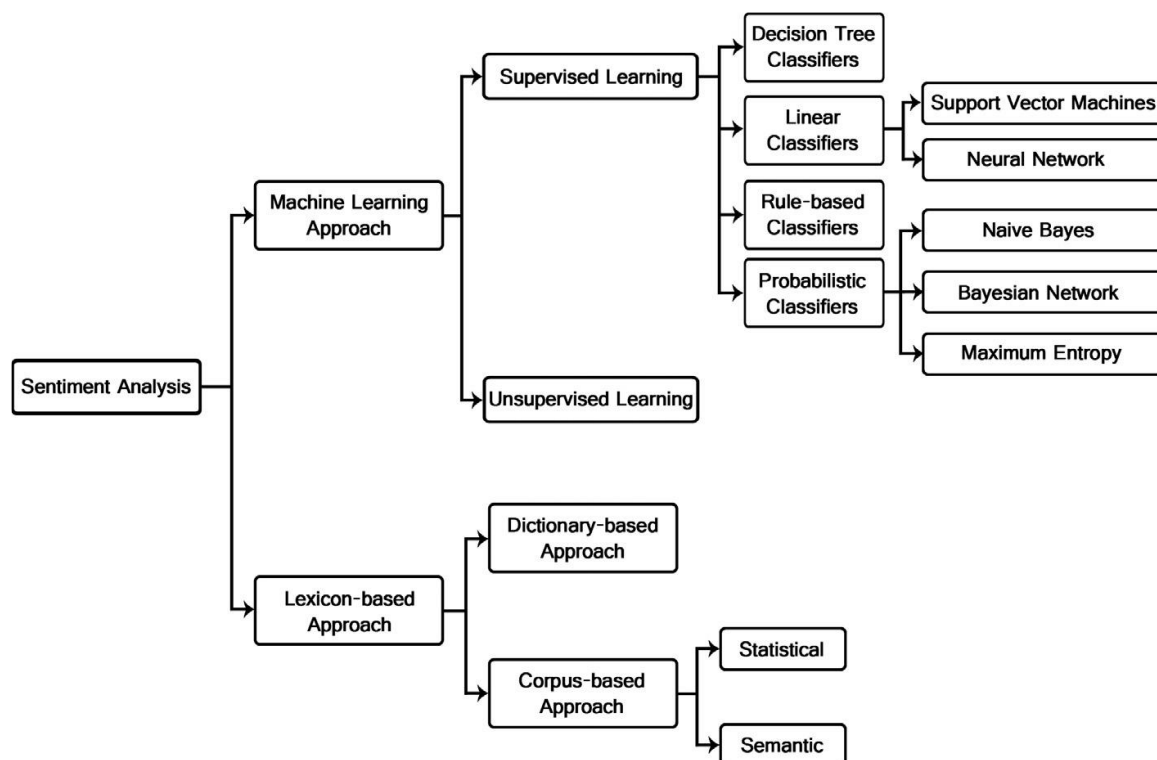 Decision Tree
Classifiers
Supervised Learning
Linear
Classifiers
Support Vector Machines
Neural Network
Machine Learning
Approach
Rule-based
Classifiers
Naive Bayes
Probabilistic
Classifiers
Bayesian Network
Maximum Entropy
Sentiment Analysis
Unsupervised Learning
Dictionary-based
Approach
Lexicon-based
Approach
Statistical
Corpus-based
Approach
Semantic